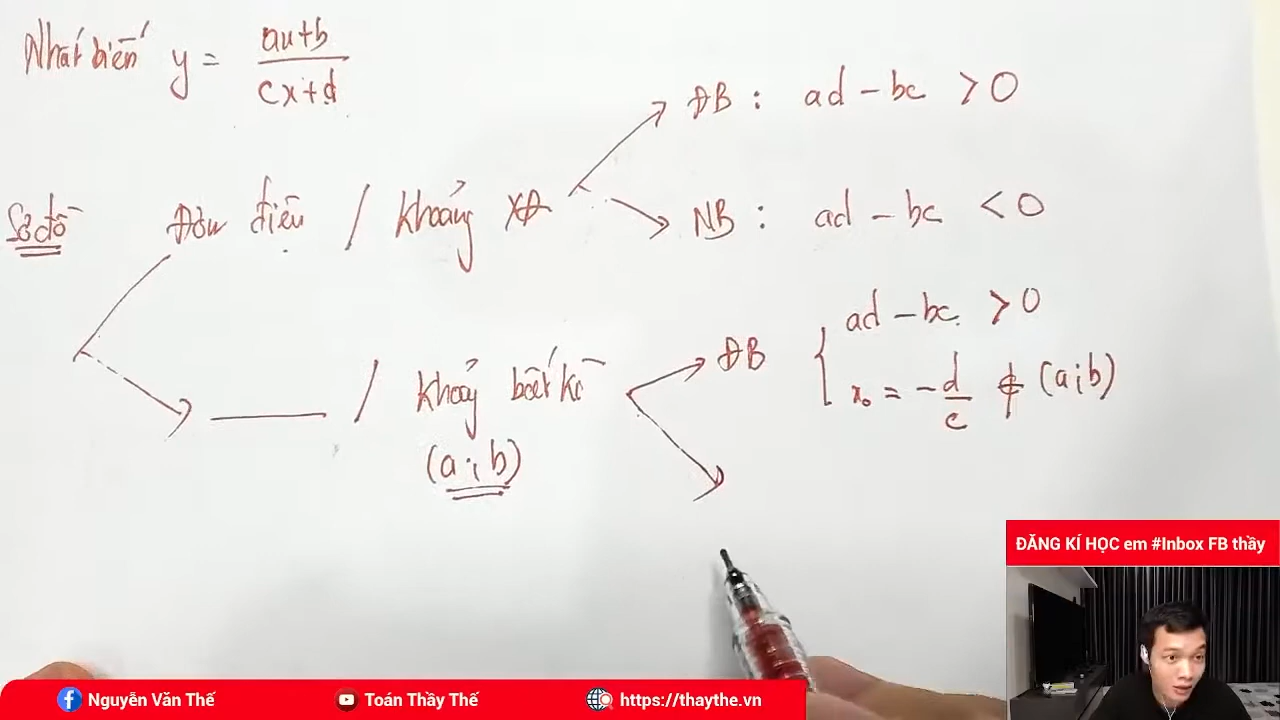 Nhất biến y = au+b / cx+d
ĐB : ad - bc > 0
Sơ đồ Đơn điệu / khoảng XĐ
NB : ad - bc < 0
/ khoảng bất kì
(a;b)
ĐB { ad - bc > 0
x₀ = -d/c ∉ (a;b)
ĐĂNG KÍ HỌC em #Inbox FB thầy
Nguyễn Văn Thế
Toán Thầy Thế
https://thaythe.vn